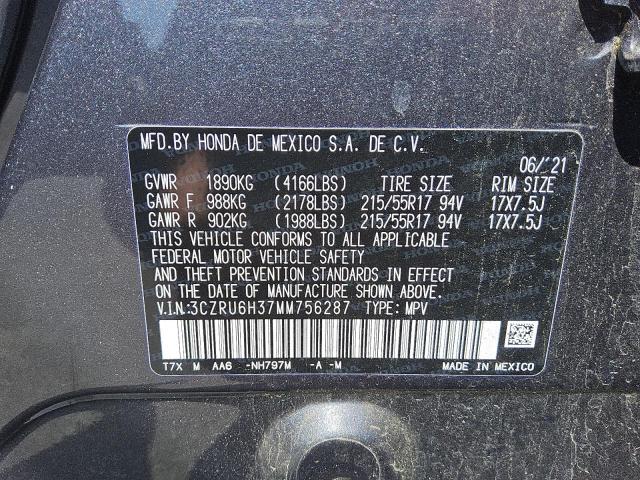 MFD.BY HONDA DE MEXICO S.A. DE C.V.
06/21
GVWR 1890KG (4166LBS) TIRE SIZE RIM SIZE
GAWR F 988KG (2178LBS) 215/55R17 94V 17X7.5J
GAWR R 902KG (1988LBS) 215/55R17 94V 17X7.5J
THIS VEHICLE CONFORMS TO ALL APPLICABLE
FEDERAL MOTOR VEHICLE SAFETY
AND THEFT PREVENTION STANDARDS IN EFFECT
ON THE DATE OF MANUFACTURE SHOWN ABOVE.
V.I.N:3CZRU6H37MM756287 TYPE: MPV
T7X M AA6 -NH797M -A -M
MADE IN MEXICO